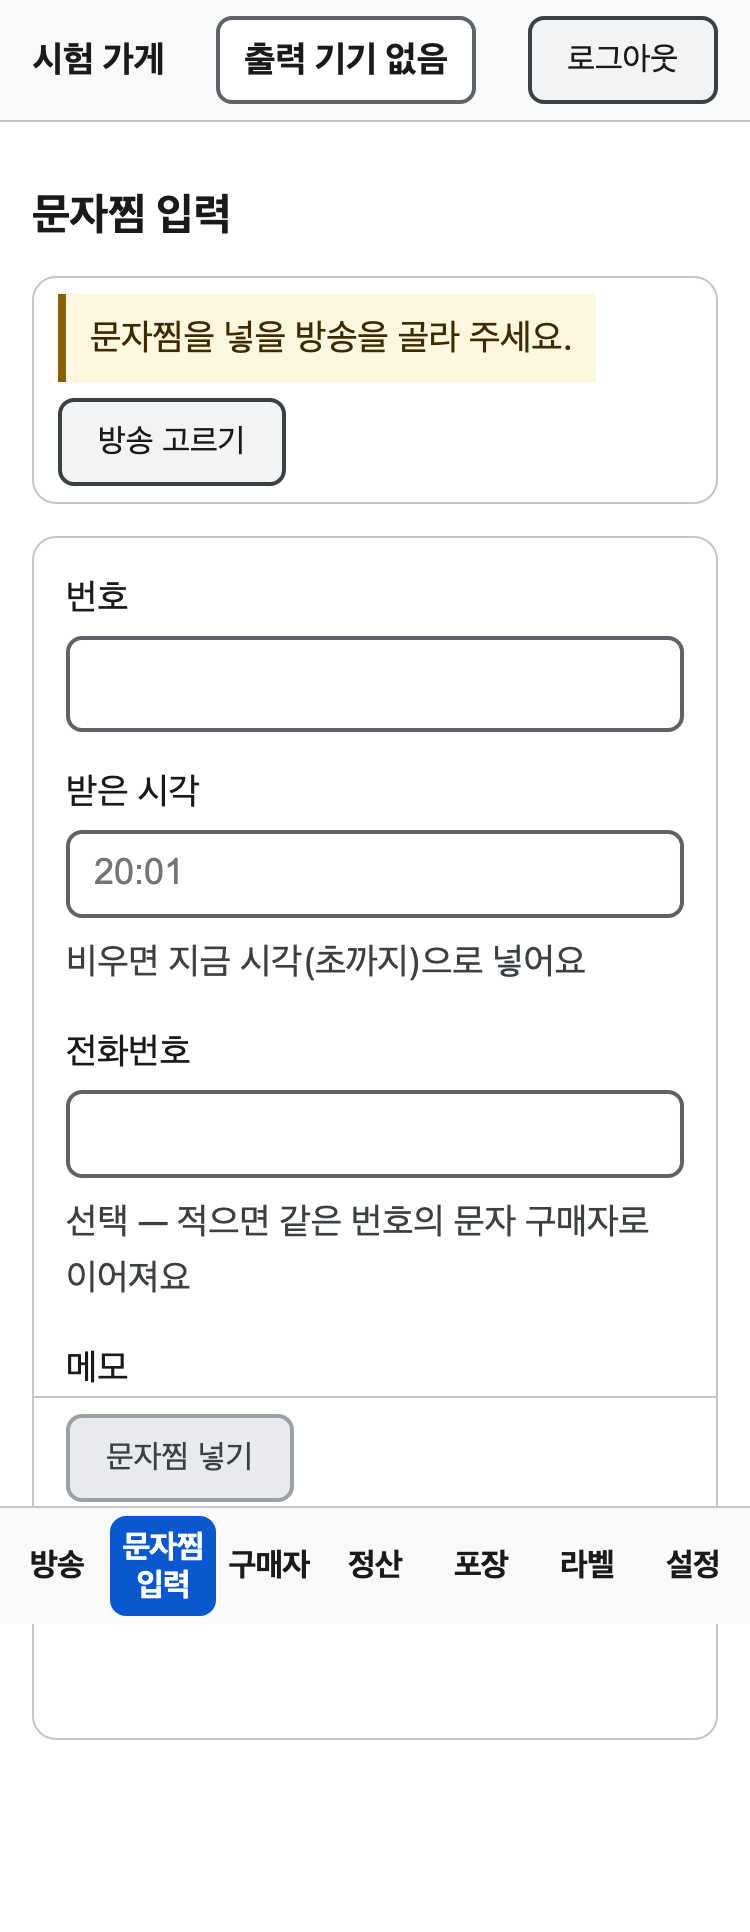 시험 가게
출력 기기 없음
로그아웃
문자찜 입력
문자찜을 넣을 방송을 골라 주세요.
방송 고르기
번호
받은 시각
20:01
비우면 지금 시각(초까지)으로 넣어요
전화번호
선택 — 적으면 같은 번호의 문자 구매자로
이어져요
메모
문자찜 넣기
방송
문자찜
입력
구매자
정산
포장
라벨
설정